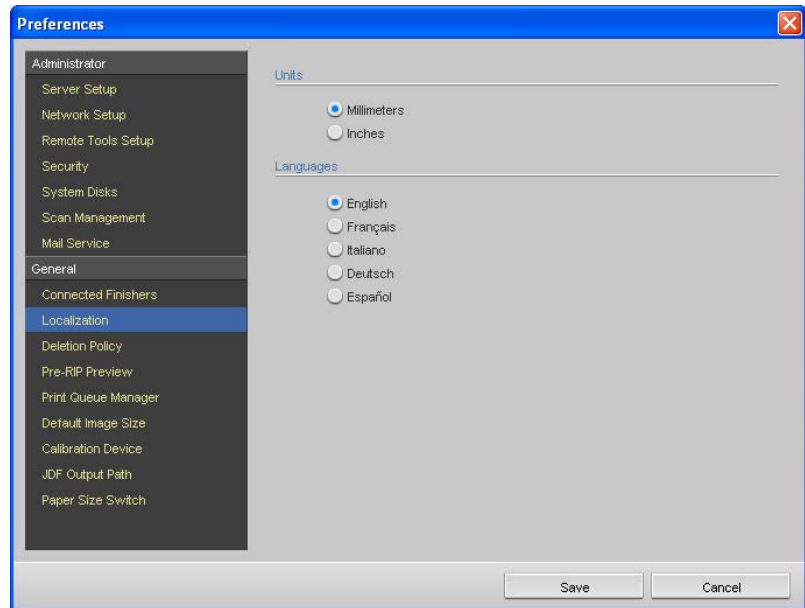 Preferences
Administrator
Server Setup
Network Setup
Remote Tools Setup
Security
System Disks
Scan Management
Mail Service
General
Connected Finishers
Localization
Deletion Policy
Pre-RIP Preview
Print Queue Manager
Default Image Size
Calibration Device
JDF Output Path
Paper Size Switch
Units
Millimeters
Inches
Languages
English
Français
Italiano
Deutsch
Español
Save
Cancel